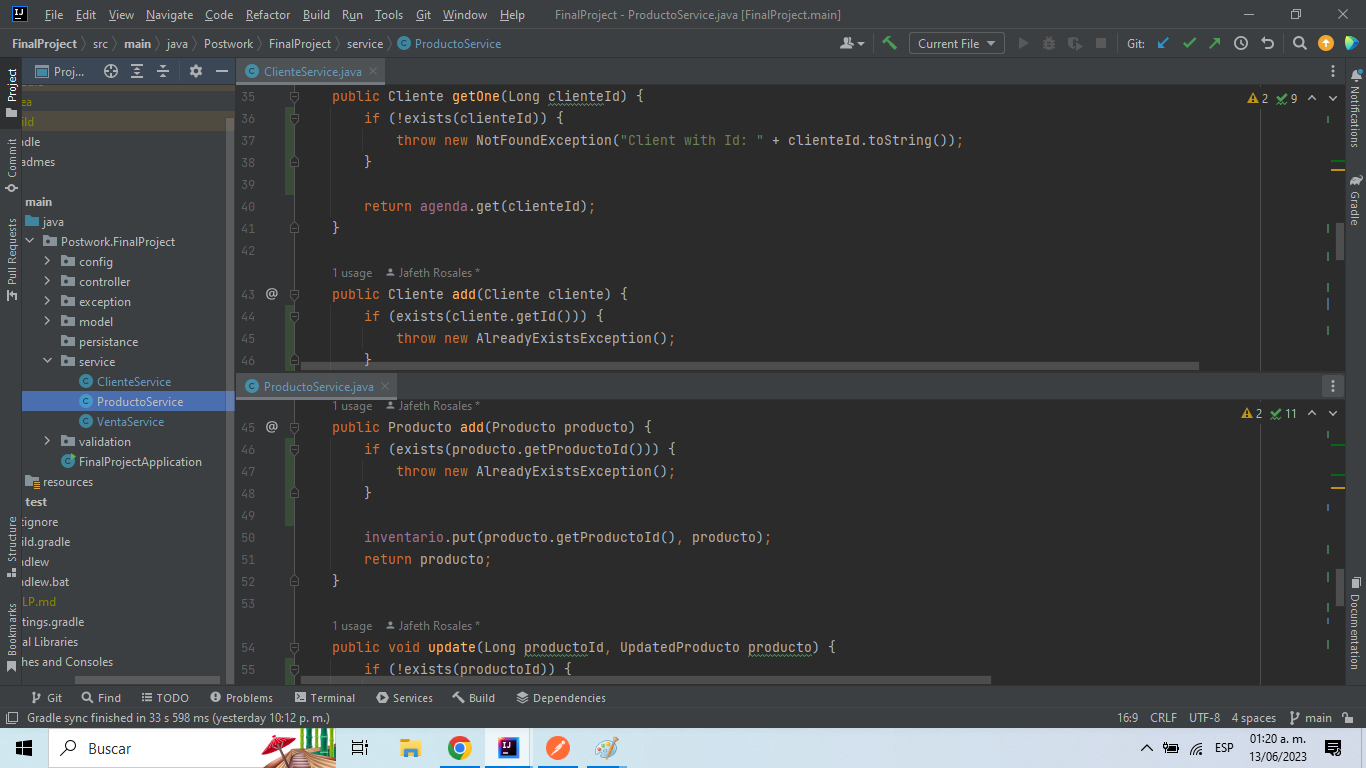 File Edit View Navigate Code Refactor Build Run Tools Git Window Help FinalProject - ProductoService.java [FinalProject.main]
FinalProject src main java Postwork FinalProject service ProductoService Current File Git:
Project
Commit
Pull Requests
Structure
Bookmarks
Proj...
ea
ild
dle
admes
main
java
Postwork.FinalProject
config
controller
exception
model
persistance
service
ClienteService
ProductoService
VentaService
validation
FinalProjectApplication
resources
test
tignore
ild.gradle
adlew
adlew.bat
LP.md
tings.gradle
al Libraries
hes and Consoles
ClienteService.java
2 9
35 public Cliente getOne(Long clienteId) {
36 if (!exists(clienteId)) {
37 throw new NotFoundException("Client with Id: " + clienteId.toString());
38 }
39
40 return agenda.get(clienteId);
41 }
42
1 usage Jafeth Rosales *
43 @ public Cliente add(Cliente cliente) {
44 if (exists(cliente.getId())) {
45 throw new AlreadyExistsException();
46 }
ProductoService.java
1 usage Jafeth Rosales *
2 11
45 @ public Producto add(Producto producto) {
46 if (exists(producto.getProductoId())) {
47 throw new AlreadyExistsException();
48 }
49
50 inventario.put(producto.getProductoId(), producto);
51 return producto;
52 }
53
1 usage Jafeth Rosales *
54 public void update(Long productoId, UpdatedProducto producto) {
55 if (!exists(productoId)) {
Notifications
Gradle
Documentation
Git Find TODO Problems Terminal Services Build Dependencies
Gradle sync finished in 33 s 598 ms (yesterday 10:12 p. m.) 16:9 CRLF UTF-8 4 spaces main
Buscar
ESP
01:20 a. m.
13/06/2023